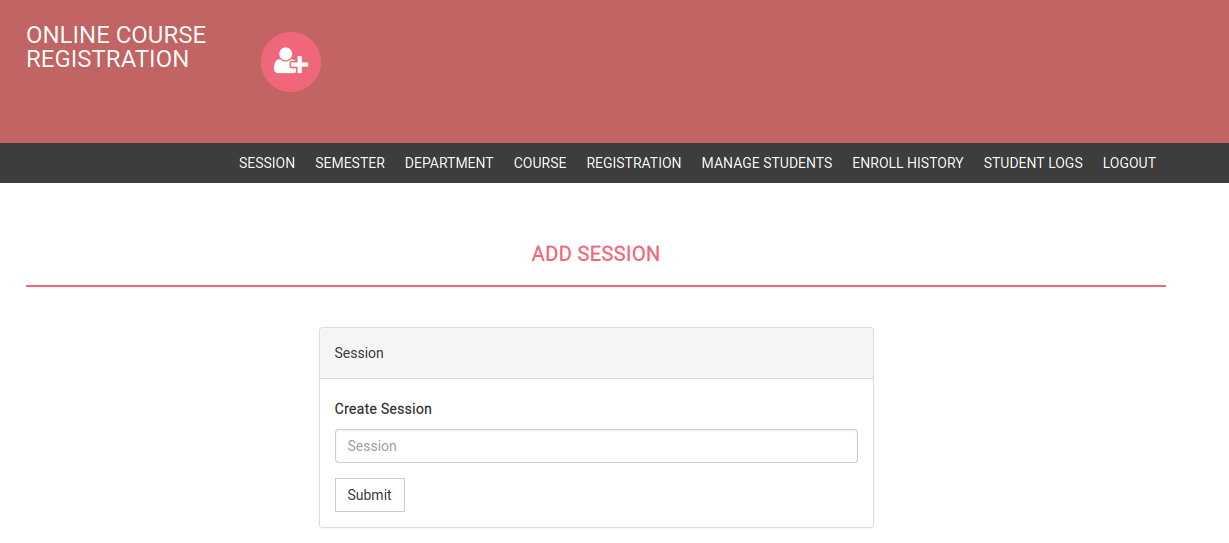 ONLINE COURSE
REGISTRATION
SESSION SEMESTER DEPARTMENT COURSE REGISTRATION MANAGE STUDENTS ENROLL HISTORY STUDENT LOGS LOGOUT
ADD SESSION
Session
Create Session
Session
Submit